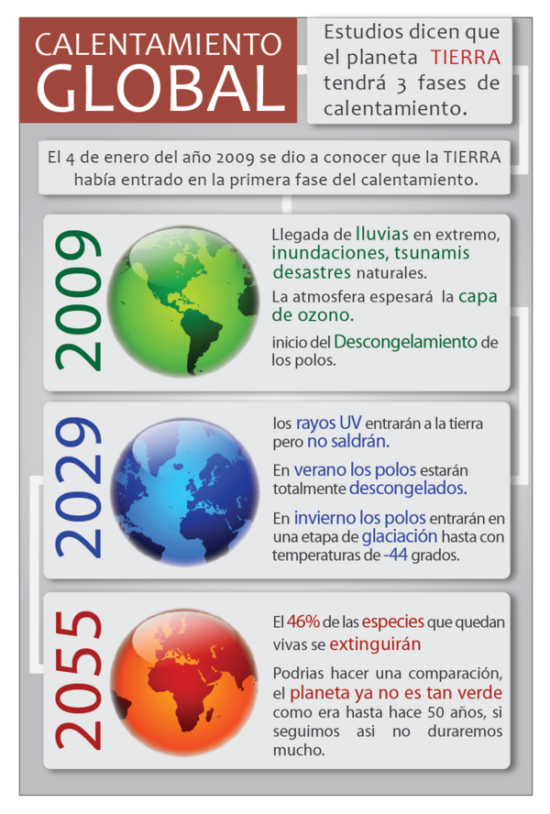 CALENTAMIENTO
GLOBAL
Estudios dicen que
el planeta TIERRA
tendrá 3 fases de
calentamiento.
El 4 de enero del año 2009 se dio a conocer que la TIERRA
había entrado en la primera fase del calentamiento.
2009
Llegada de lluvias en extremo,
inundaciones, tsunamis
desastres naturales.
La atmosfera espesará la capa
de ozono.
inicio del Descongelamiento de
los polos.
2029
los rayos UV entrarán a la tierra
pero no saldrán.
En verano los polos estarán
totalmente descongelados.
En invierno los polos entrarán en
una etapa de glaciación hasta con
temperaturas de -44 grados.
2055
El 46% de las especies que quedan
vivas se extinguirán
Podrias hacer una comparación,
el planeta ya no es tan verde
como era hasta hace 50 años, si
seguimos asi no duraremos
mucho.